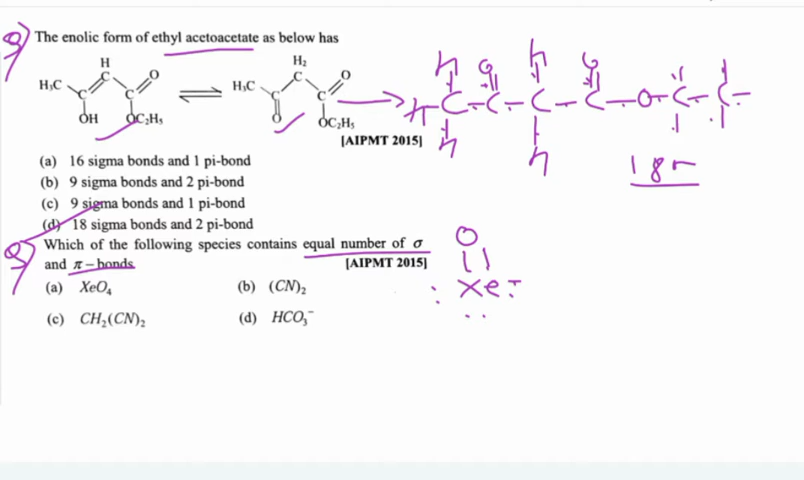 Q) The enolic form of ethyl acetoacetate as below has
H H₂
H₃C C O H₃C C O
C C ⇌ C C
OH OC₂H₅ O OC₂H₅
[AIPMT 2015]
H O H O
H - C - C - C - C - O - C - C -
H H
18
(a) 16 sigma bonds and 1 pi-bond
(b) 9 sigma bonds and 2 pi-bond
(c) 9 sigma bonds and 1 pi-bond
(d) 18 sigma bonds and 2 pi-bond
Q) Which of the following species contains equal number of σ
and π – bonds [AIPMT 2015]
(a) XeO₄ (b) (CN)₂
(c) CH₂(CN)₂ (d) HCO₃⁻
O
Xe